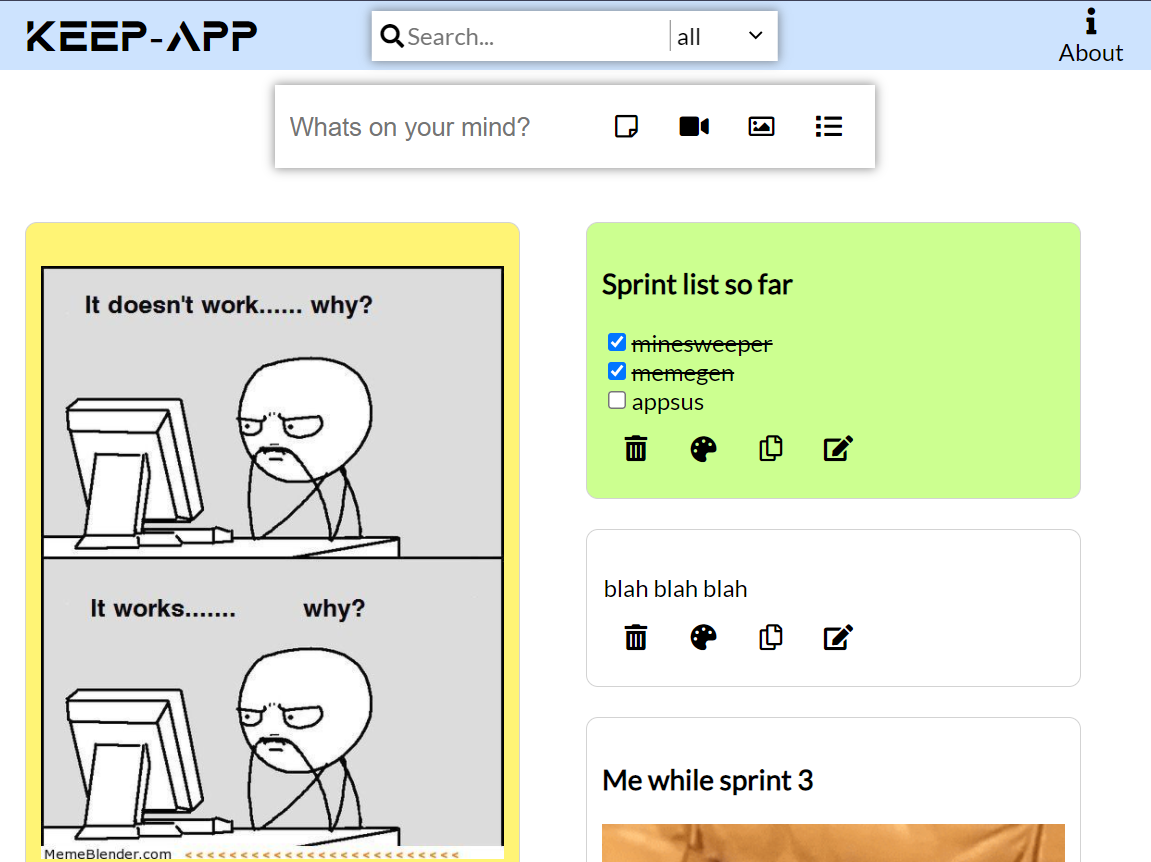 KEEP-APP
Search...
all
About
Whats on your mind?
It doesn't work...... why?
It works....... why?
MemeBlender.com <<<<<<<<<<<<<<<<<<<<<<<<<
Sprint list so far
minesweeper
memegen
appsus
blah blah blah
Me while sprint 3